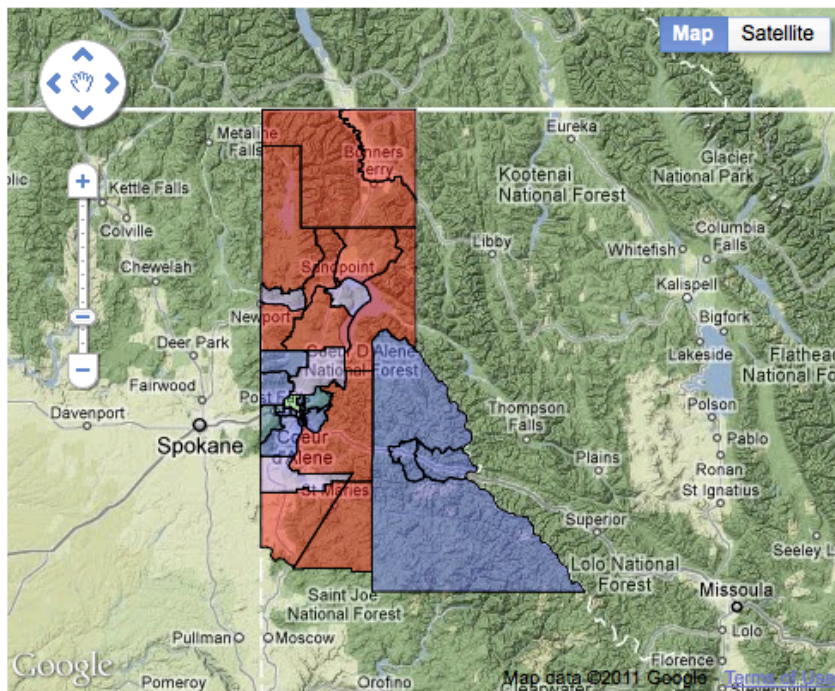 Map Satellite
Metaline
Falls
Eureka
Bonners
Ferry
Glacier
National Park
Kootenai
National Forest
Kettle Falls
Colville
Columbia
Falls
Libby
Whitefish
Chewelah
Sandpoint
Kalispell
Newport
Bigfork
Deer Park
Coeur D Alene
National Forest
Lakeside
Flathead
Fairwood
Davenport
Spokane
Thompson
Falls
Polson
Pablo
Coeur
d'Alene
Plains
Ronan
St Maries
St Ignatius
Superior
Lolo National
Forest
Missoula
Saint Joe
National Forest
Pullman
Moscow
Lolo
Google
Florence
Pomeroy
Orofino
Map data ©2011 Google Terms of Use